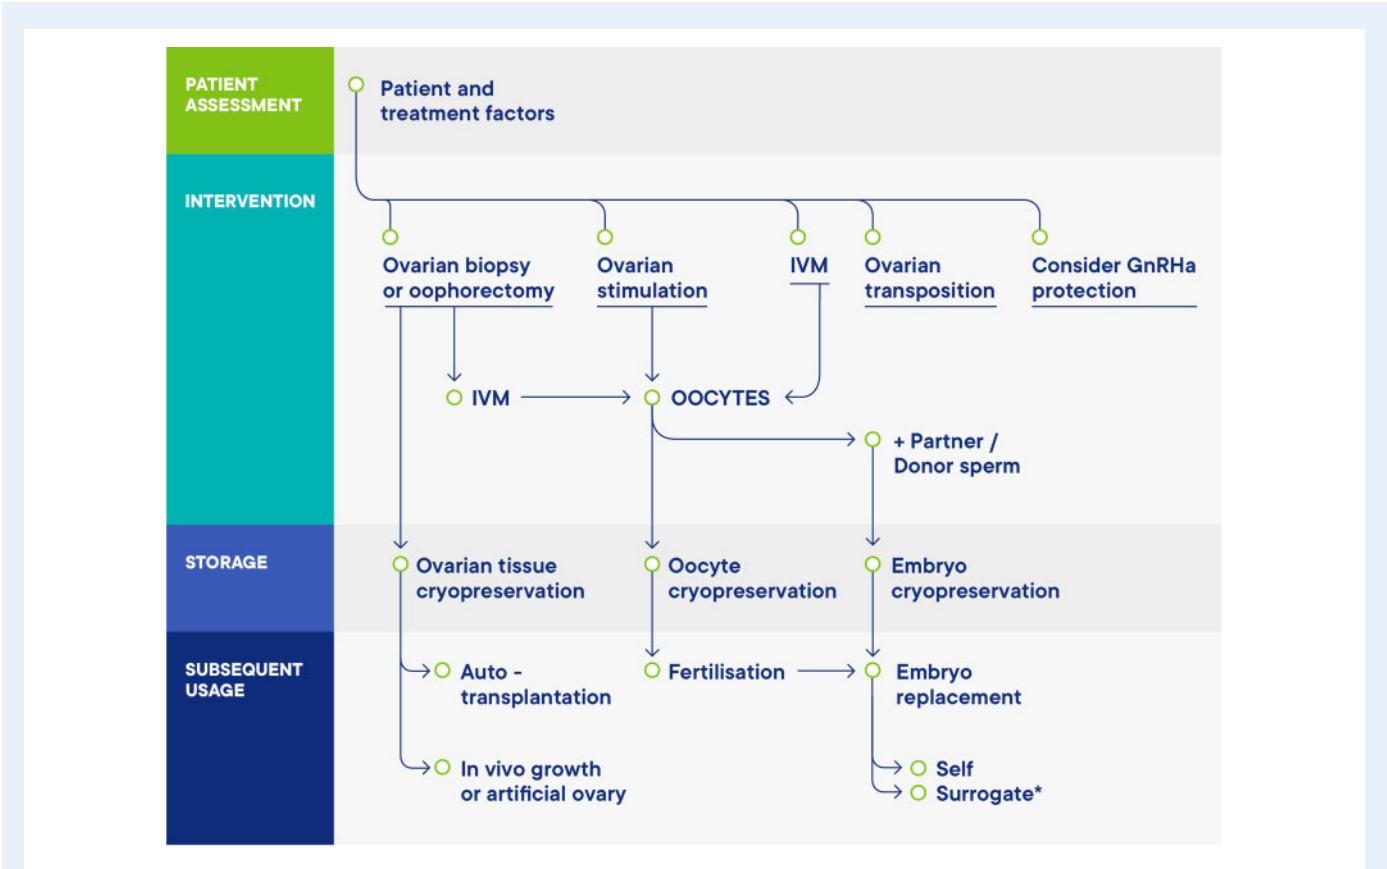 PATIENT
ASSESSMENT
Patient and
treatment factors
INTERVENTION
Ovarian biopsy
or oophorectomy
Ovarian
stimulation
IVM
Ovarian
transposition
Consider GnRHa
protection
IVM
OOCYTES
+ Partner /
Donor sperm
STORAGE
Ovarian tissue
cryopreservation
Oocyte
cryopreservation
Embryo
cryopreservation
SUBSEQUENT
USAGE
Auto -
transplantation
Fertilisation
Embryo
replacement
In vivo growth
or artificial ovary
Self
Surrogate*